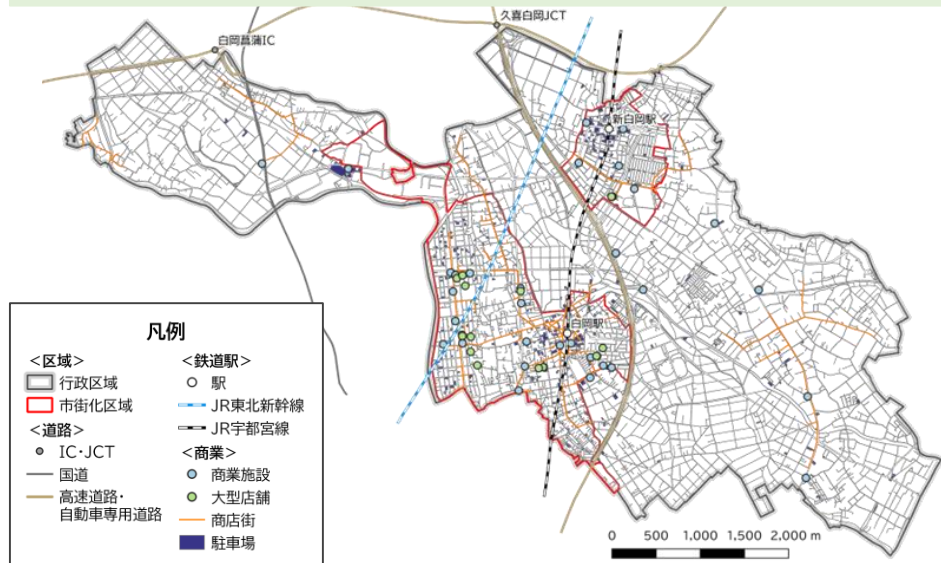 久喜白岡JCT
白岡菖蒲IC
新白岡駅
白岡駅
凡例
<区域>
行政区域
市街化区域
<道路>
IC・JCT
国道
高速道路・
自動車専用道路
<鉄道駅>
駅
JR東北新幹線
JR宇都宮線
<商業>
商業施設
大型店舗
商店街
駐車場
0 500 1,000 1,500 2,000 m